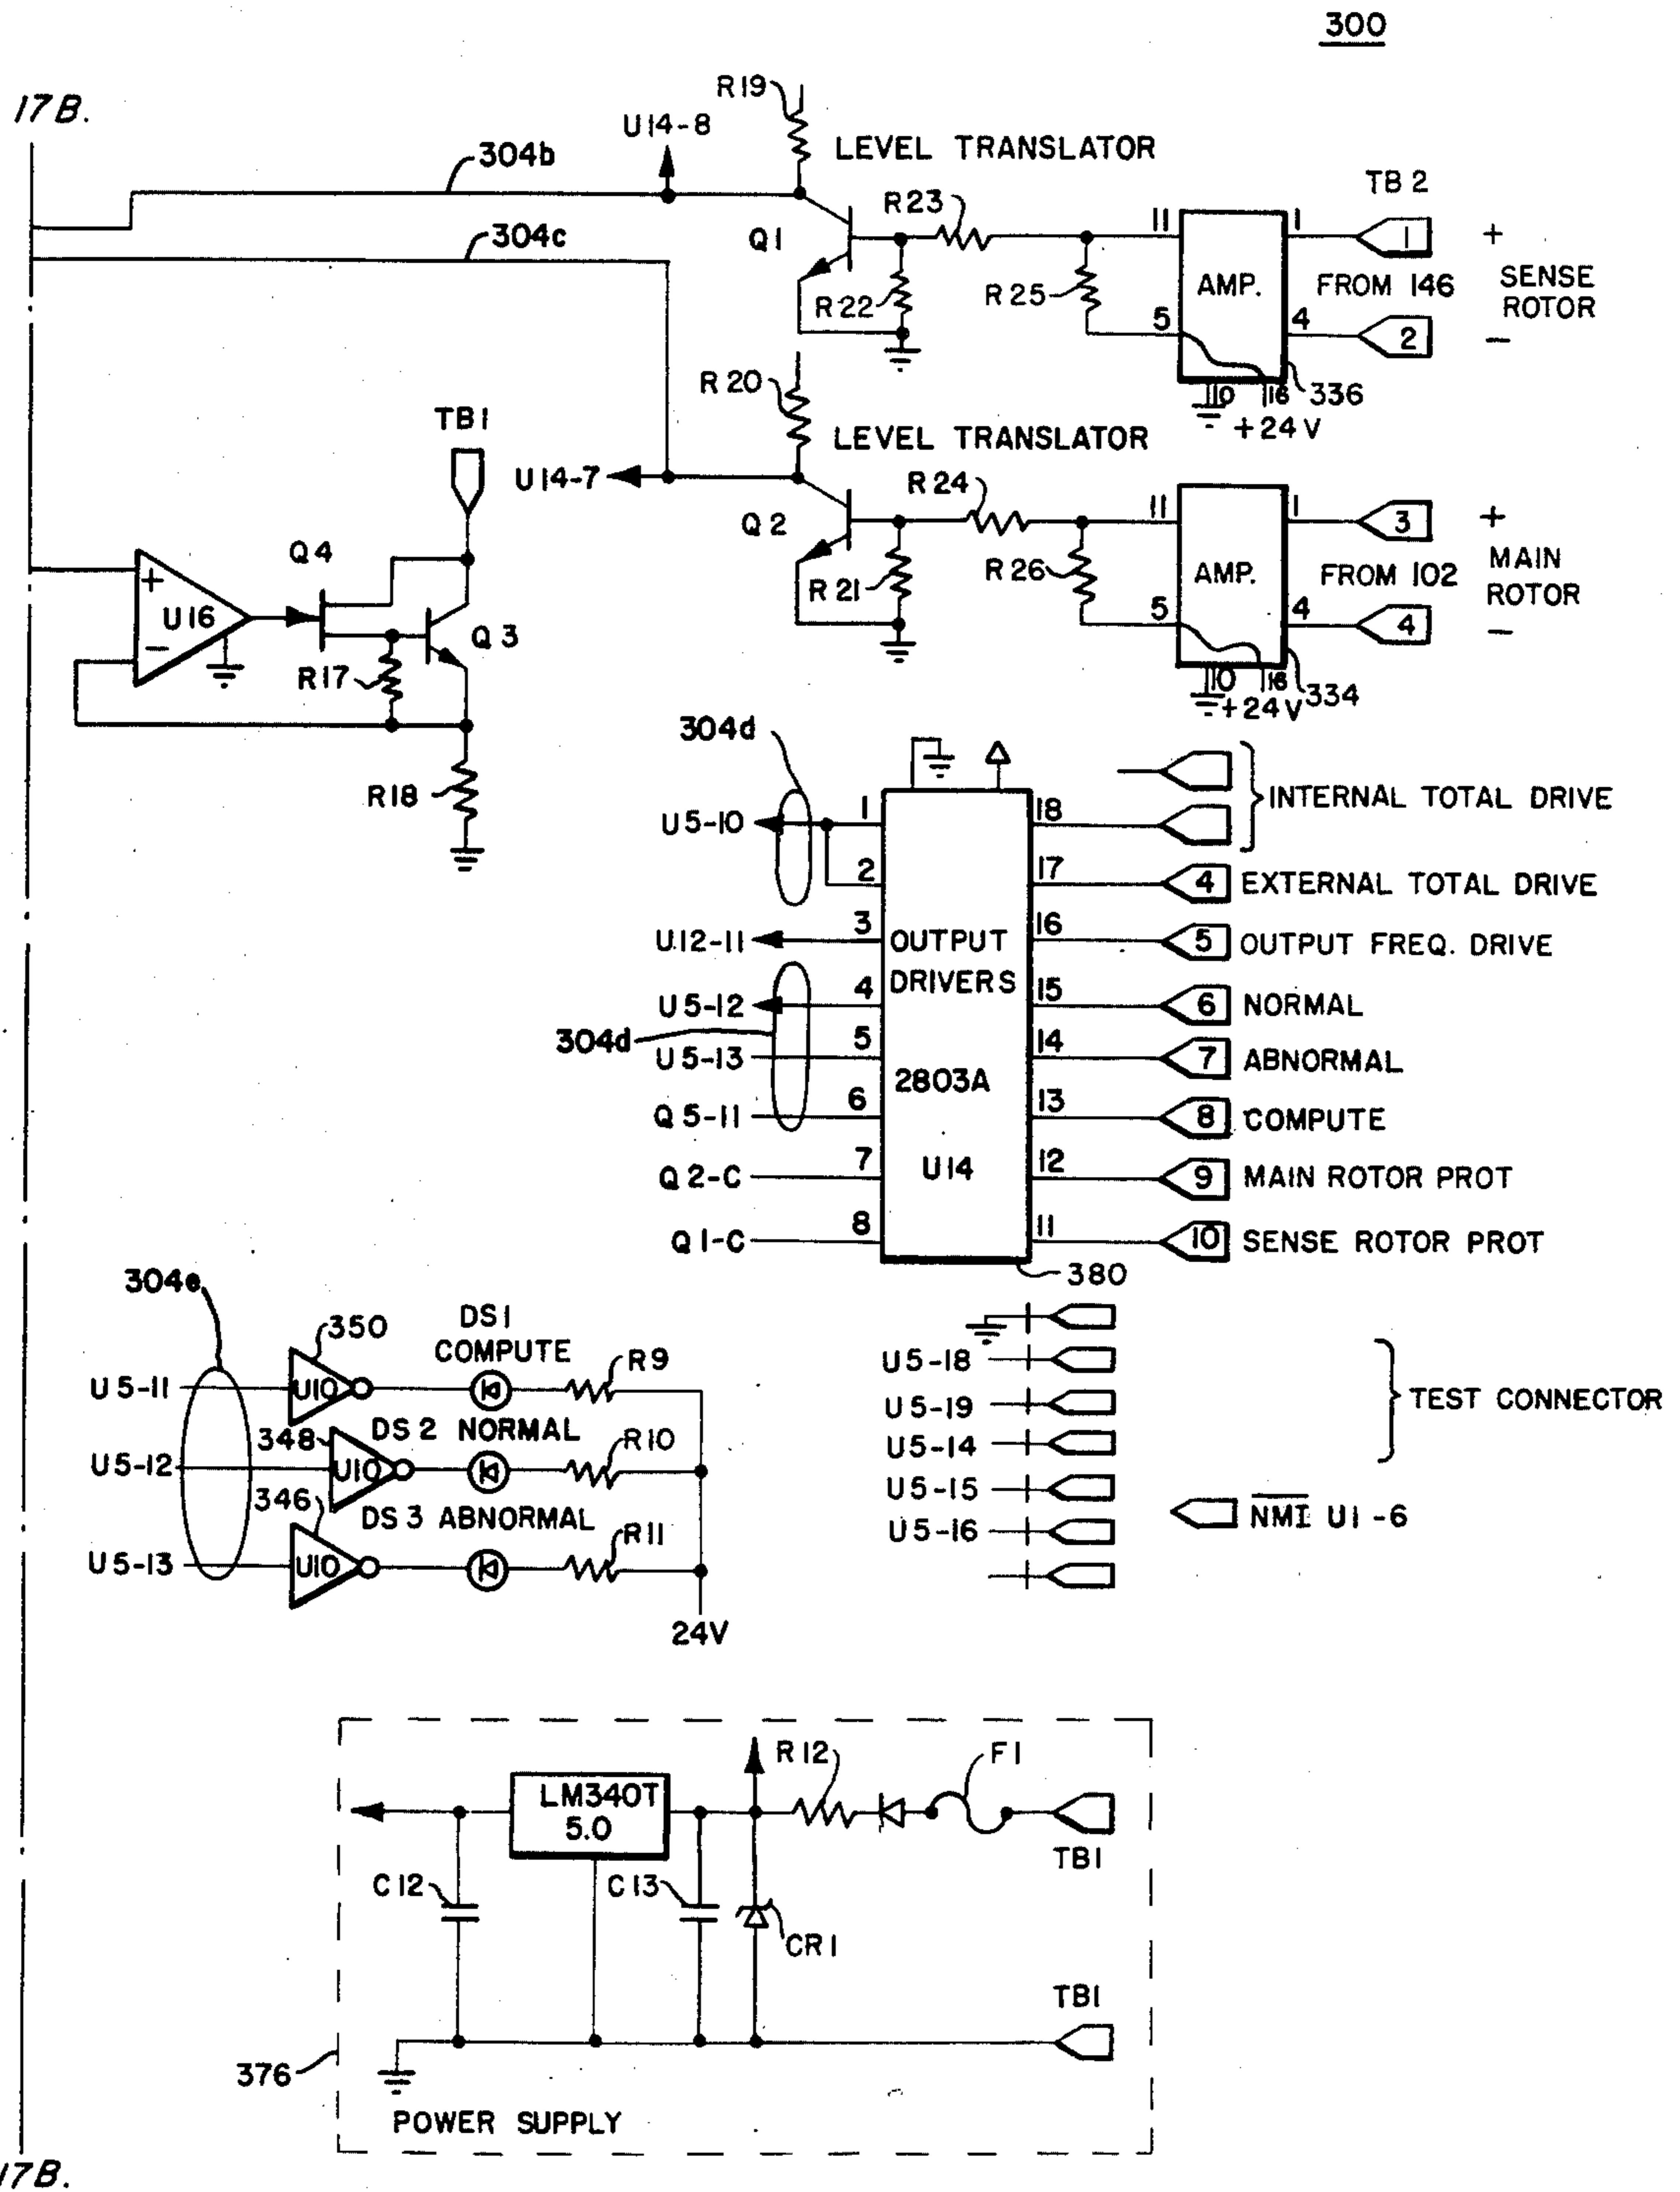 300
17B.
R19
U14-8
LEVEL TRANSLATOR
304b
TB 2
R23
11
1
1
+
Q1
304c
SENSE
ROTOR
R22
R25
AMP.
FROM 146
5
4
2
−
R20
10
16
336
+24V
TB1
LEVEL TRANSLATOR
U14-7
R24
11
1
3
+
Q2
Q4
MAIN
ROTOR
R21
R26
AMP.
FROM 102
+
U16
−
Q3
5
4
4
−
R17
10
16
334
+24V
304d
R18
INTERNAL TOTAL DRIVE
U5-10
1
18
2
17
4
EXTERNAL TOTAL DRIVE
U12-11
3
OUTPUT
DRIVERS
16
5
OUTPUT FREQ. DRIVE
U5-12
4
15
6
NORMAL
304d
U5-13
5
14
7
ABNORMAL
2803A
Q5-11
6
13
8
COMPUTE
Q2-C
7
U14
12
9
MAIN ROTOR PROT
Q1-C
8
11
10
SENSE ROTOR PROT
380
304e
350
DS1
COMPUTE
R9
U5-11
U10
U5-18
U5-19
TEST CONNECTOR
348
DS2 NORMAL
R10
U5-12
U10
U5-14
U5-15
346
DS3 ABNORMAL
R11
U5-16
NMI U1-6
U5-13
U10
24V
R12
F1
LM340T
5.0
TB1
C12
C13
CR1
TB1
376
POWER SUPPLY
17B.